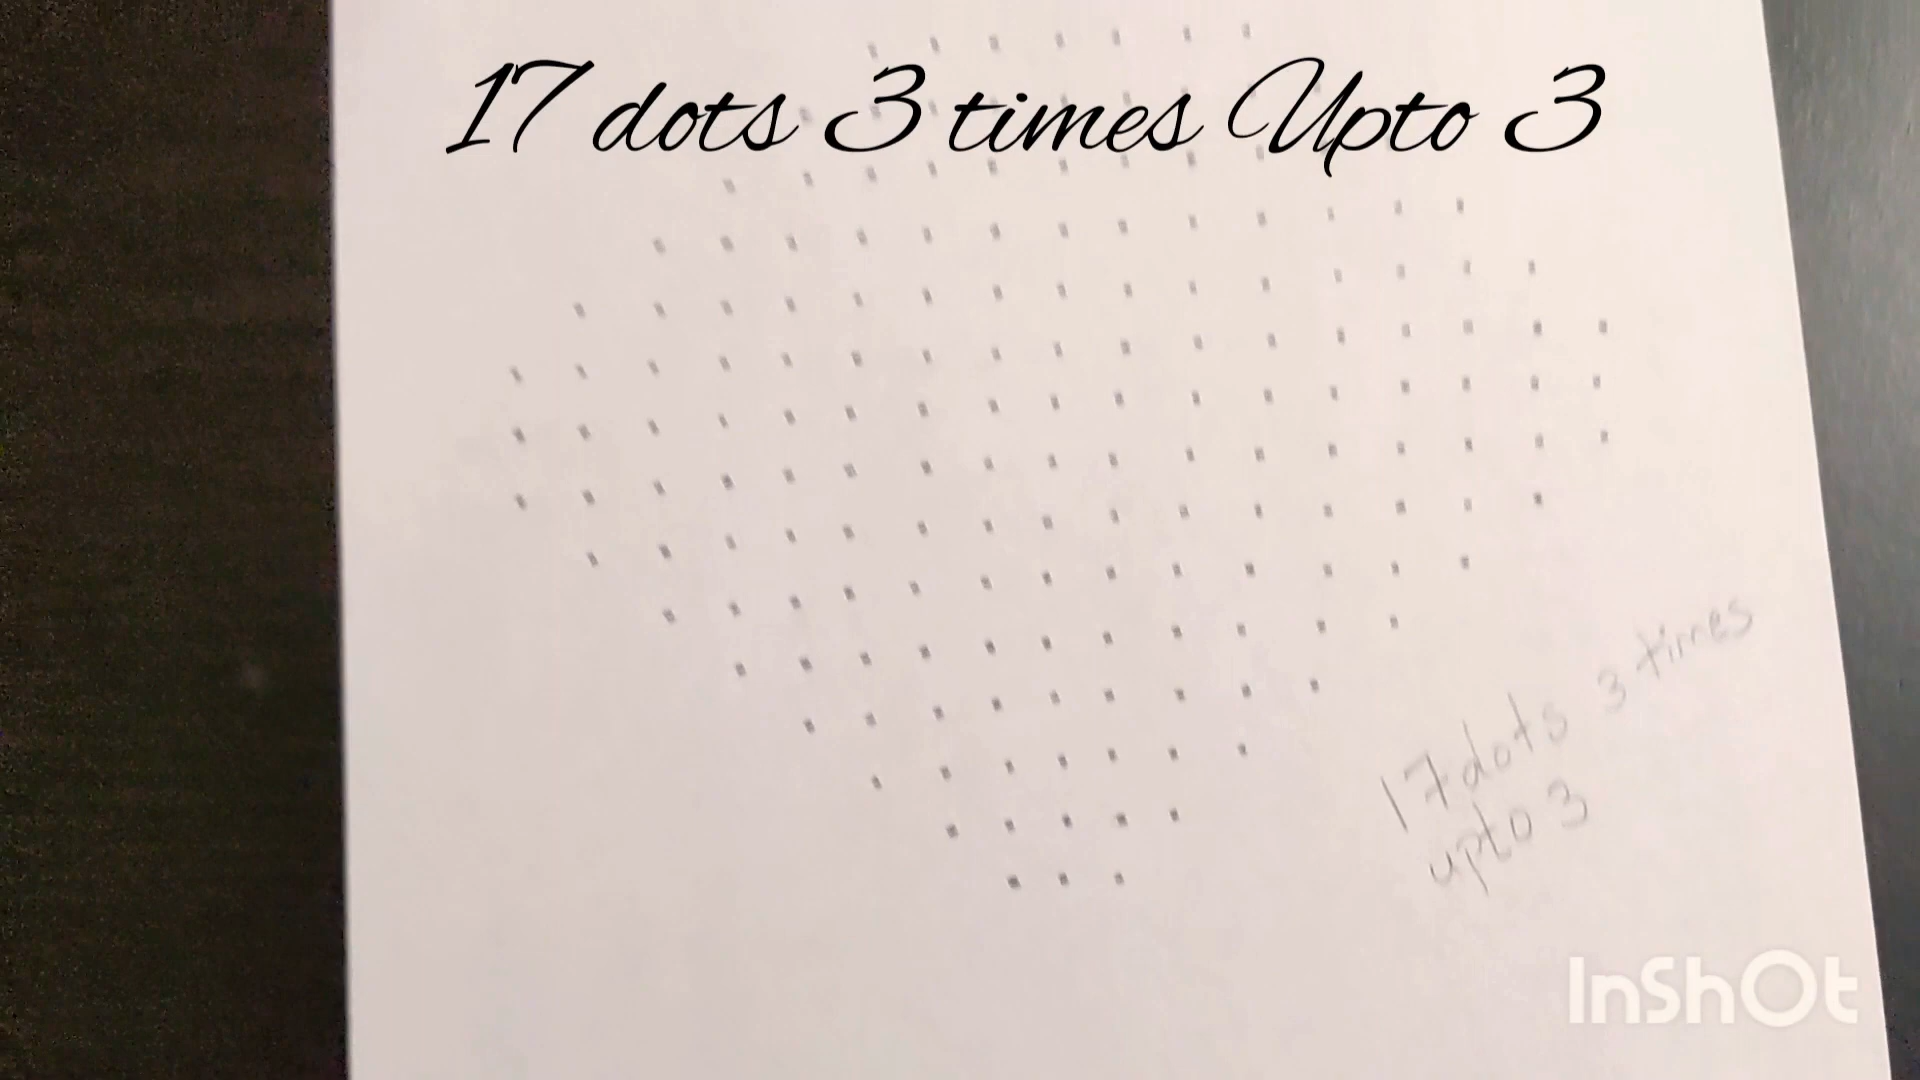 17 dots 3 times Upto 3
17 dots 3 times
upto 3
InShOt